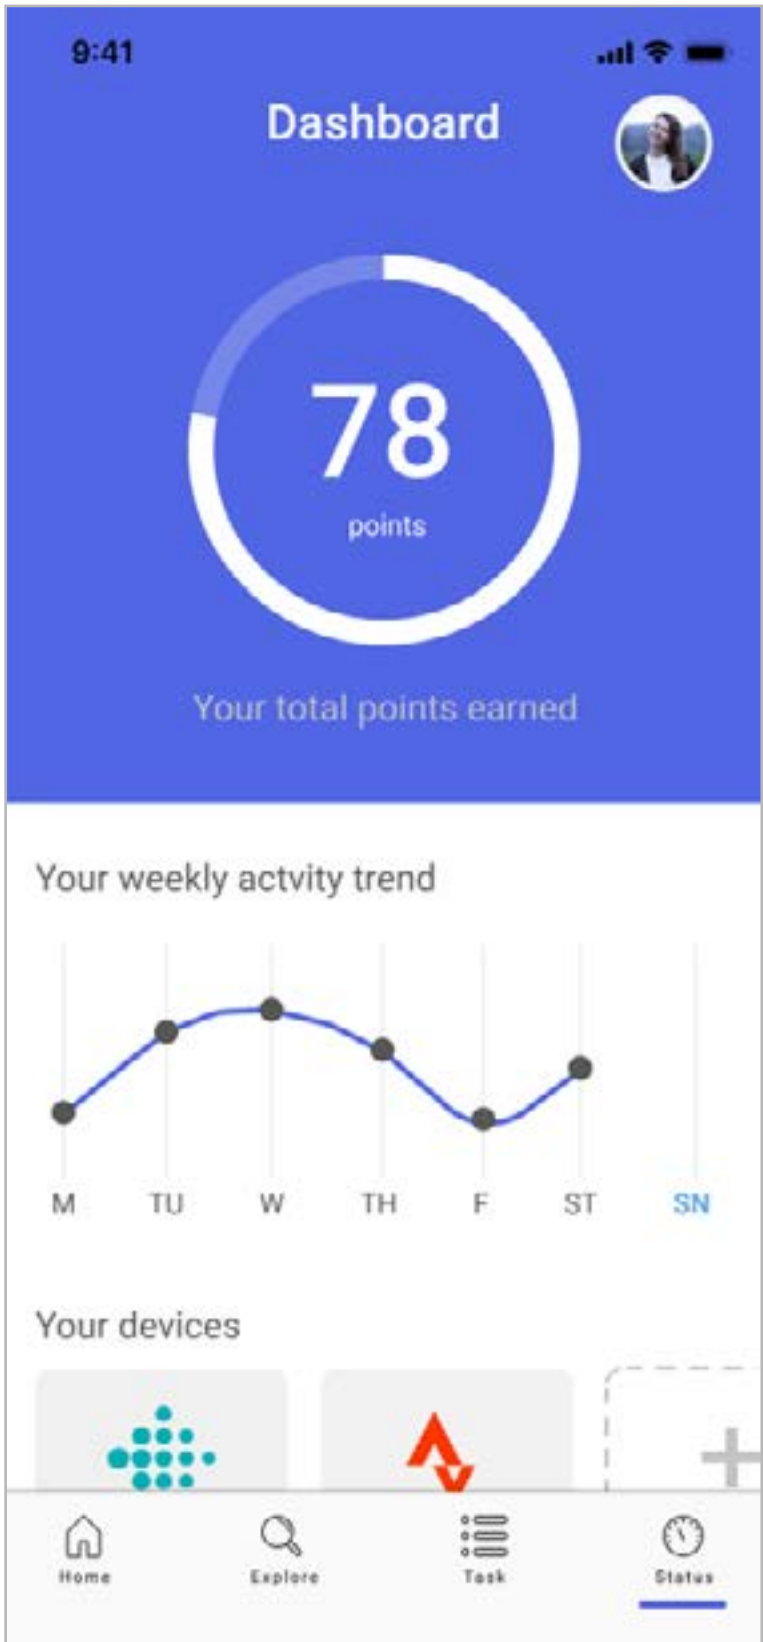 9:41
Dashboard
78
points
Your total points earned
Your weekly actvity trend
M TU W TH F ST SN
Your devices
Home Explore Task Status